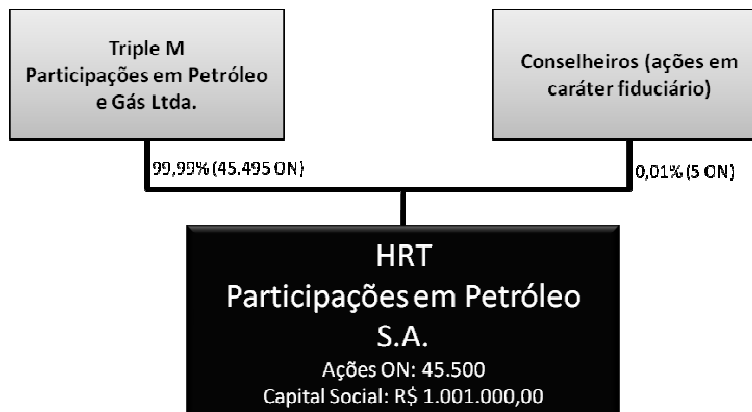 Triple M
Participações em Petróleo
e Gás Ltda.
Conselheiros (ações em
caráter fiduciário)
99,99% (45.495 ON)
0,01% (5 ON)
HRT
Participações em Petróleo
S.A.
Ações ON: 45.500
Capital Social: R$ 1.001.000,00